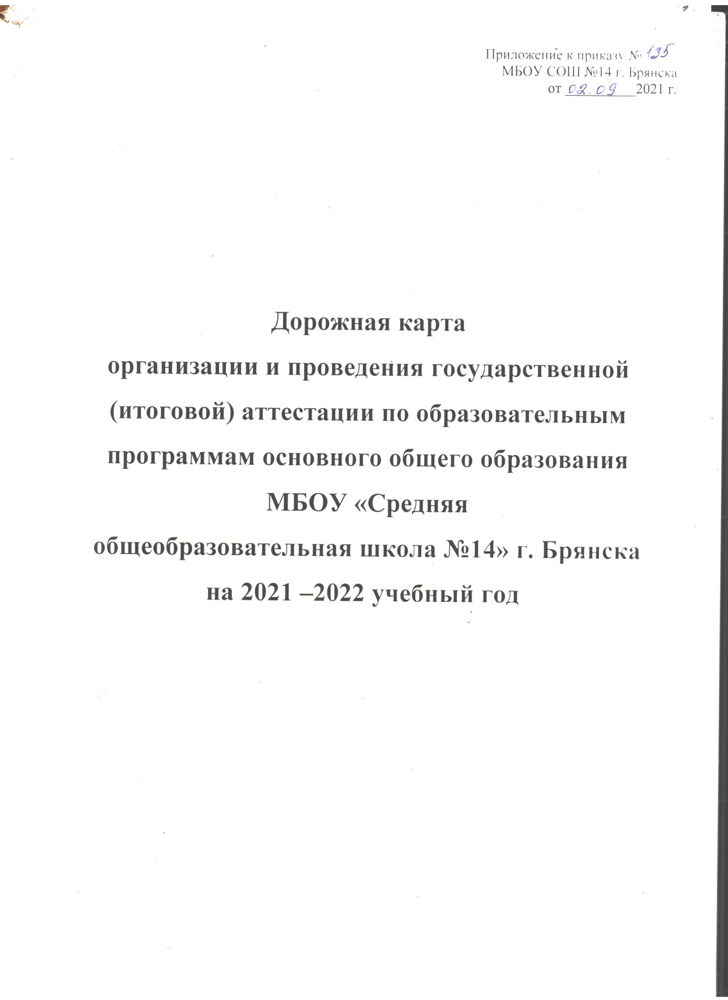 Приложение к приказу № 135
МБОУ СОШ №14 г. Брянска
от 02.09 2021 г.
Дорожная карта
организации и проведения государственной
(итоговой) аттестации по образовательным
программам основного общего образования
МБОУ «Средняя
общеобразовательная школа №14» г. Брянска
на 2021 –2022 учебный год